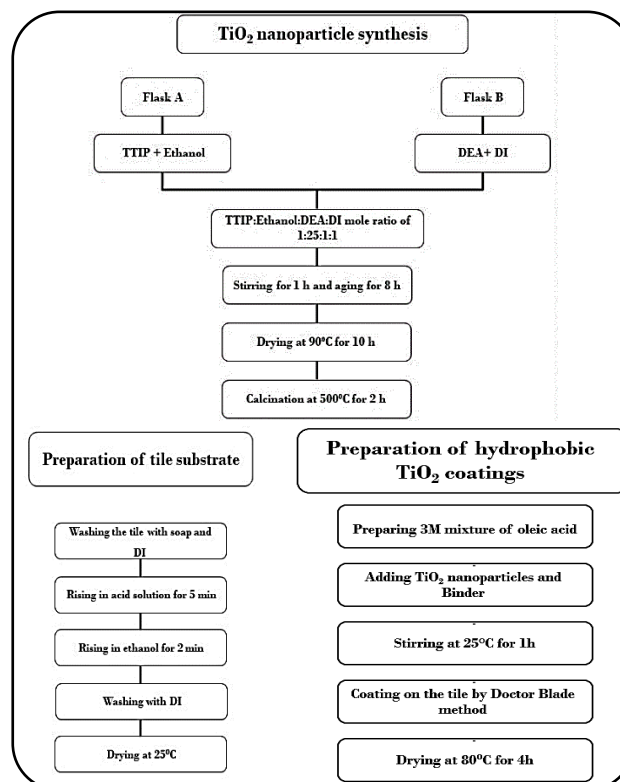 TiO₂ nanoparticle synthesis
Flask A
Flask B
TTIP + Ethanol
DEA+ DI
TTIP:Ethanol:DEA:DI mole ratio of
1:25:1:1
Stirring for 1 h and aging for 8 h
Drying at 90°C for 10 h
Calcination at 500°C for 2 h
Preparation of tile substrate
Washing the tile with soap and
DI
Rising in acid solution for 5 min
Rising in ethanol for 2 min
Washing with DI
Drying at 25°C
Preparation of hydrophobic
TiO₂ coatings
Preparing 3M mixture of oleic acid
Adding TiO₂ nanoparticles and
Binder
Stirring at 25°C for 1h
Coating on the tile by Doctor Blade
method
Drying at 80°C for 4h